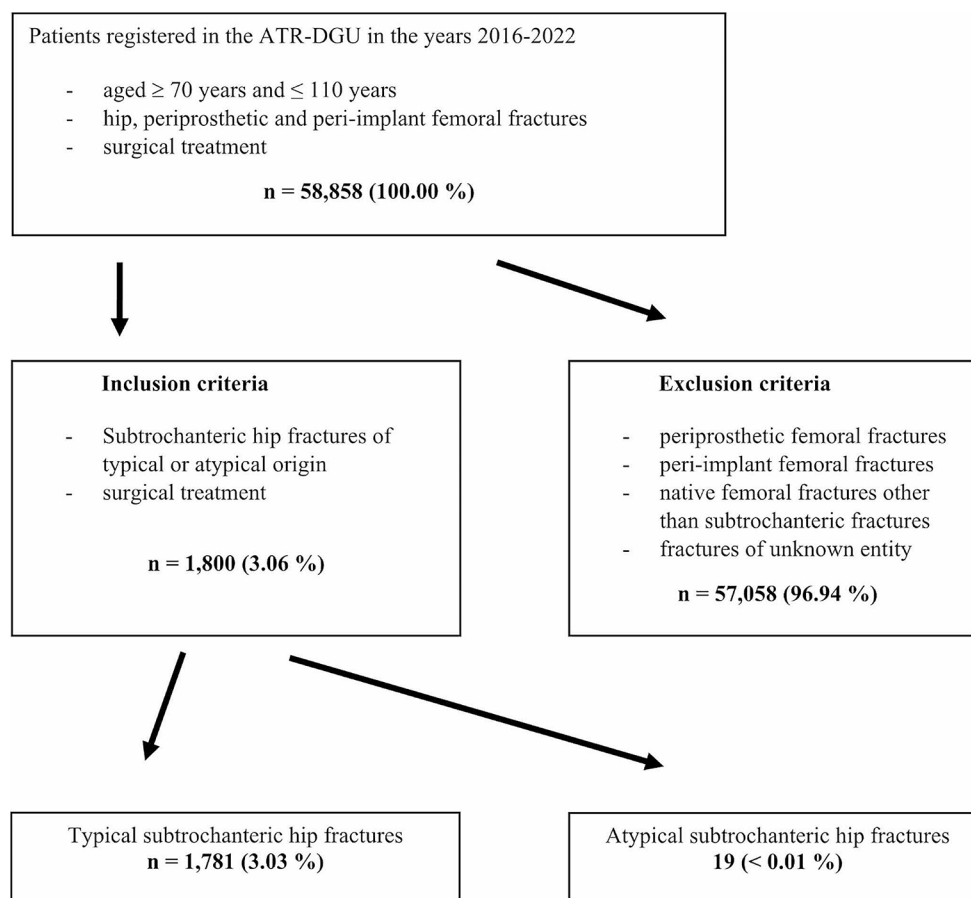 Patients registered in the ATR-DGU in the years 2016-2022
- aged ≥ 70 years and ≤ 110 years
- hip, periprosthetic and peri-implant femoral fractures
- surgical treatment
n = 58,858 (100.00 %)
Inclusion criteria
- Subtrochanteric hip fractures of
typical or atypical origin
- surgical treatment
n = 1,800 (3.06 %)
Exclusion criteria
- periprosthetic femoral fractures
- peri-implant femoral fractures
- native femoral fractures other
than subtrochanteric fractures
- fractures of unknown entity
n = 57,058 (96.94 %)
Typical subtrochanteric hip fractures
n = 1,781 (3.03 %)
Atypical subtrochanteric hip fractures
19 (< 0.01 %)